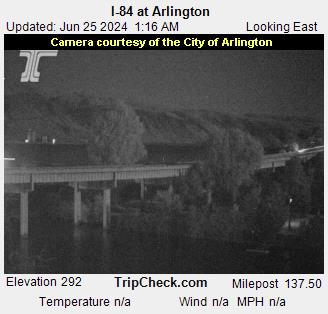 I-84 at Arlington
Updated: Jun 25 2024 1:16 AM Looking East
Camera courtesy of the City of Arlington
Elevation 292 TripCheck.com Milepost 137.50
Temperature n/a Wind n/a MPH n/a